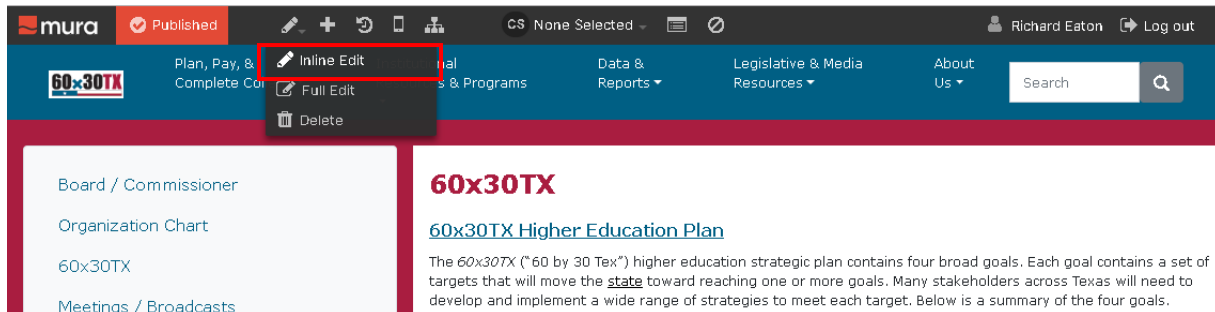 mura Published CS None Selected Richard Eaton Log out
Inline Edit
Full Edit
Delete
60x30TX
Plan, Pay, &
Complete
& Programs
Data &
Reports
Legislative & Media
Resources
About
Us
Search
Board / Commissioner
Organization Chart
60x30TX
Meetings / Broadcasts
60x30TX
60x30TX Higher Education Plan
The 60x30TX (“60 by 30 Tex”) higher education strategic plan contains four broad goals. Each goal contains a set of
targets that will move the state toward reaching one or more goals. Many stakeholders across Texas will need to
develop and implement a wide range of strategies to meet each target. Below is a summary of the four goals.